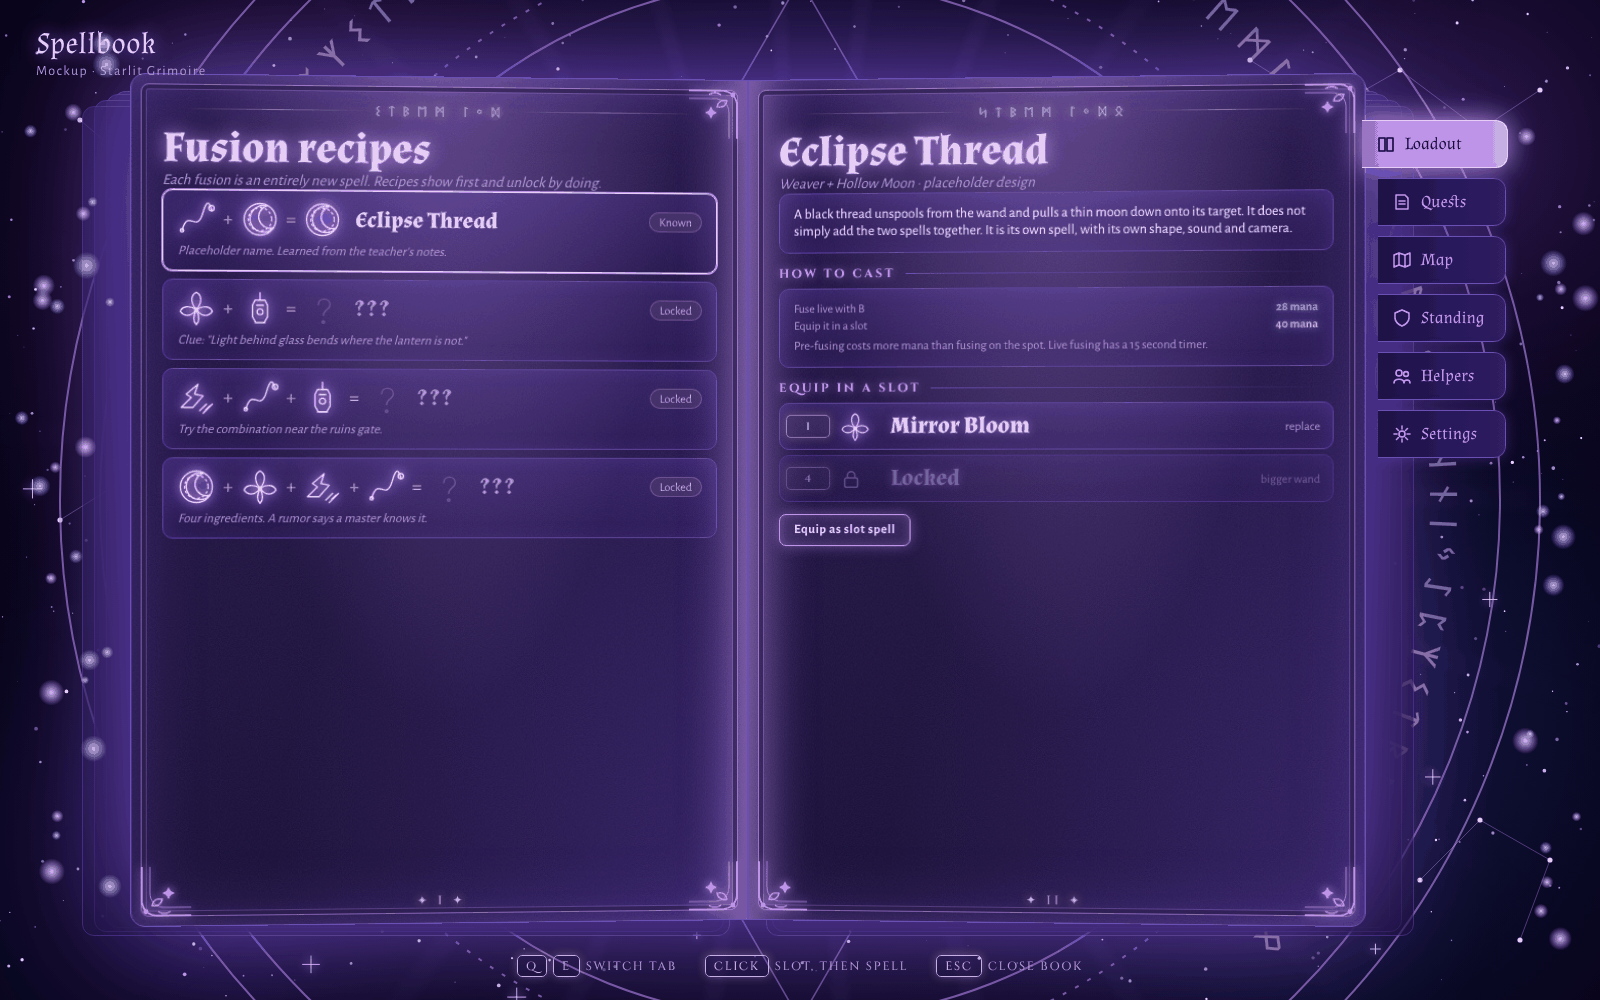 Spellbook
Mockup · Starlit Grimoire
ᛊᛏᛒᛖᛗ ᛚᛜᛞ
Fusion recipes
Each fusion is an entirely new spell. Recipes show first and unlock by doing.
+ = Eclipse Thread Known
Placeholder name. Learned from the teacher's notes.
+ = ? ??? Locked
Clue: "Light behind glass bends where the lantern is not."
+ + = ? ??? Locked
Try the combination near the ruins gate.
+ + + = ? ??? Locked
Four ingredients. A rumor says a master knows it.
✦ I ✦
ᛋᛏᛒᛖᛗ ᛚᛜᛞᛟ
Eclipse Thread
Weaver + Hollow Moon · placeholder design
A black thread unspools from the wand and pulls a thin moon down onto its target. It does not
simply add the two spells together. It is its own spell, with its own shape, sound and camera.
HOW TO CAST
Fuse live with B 28 mana
Equip it in a slot 40 mana
Pre-fusing costs more mana than fusing on the spot. Live fusing has a 15 second timer.
EQUIP IN A SLOT
1 Mirror Bloom replace
4 Locked bigger wand
Equip as slot spell
✦ II ✦
Loadout
Quests
Map
Standing
Helpers
Settings
Q E SWITCH TAB CLICK SLOT, THEN SPELL ESC CLOSE BOOK